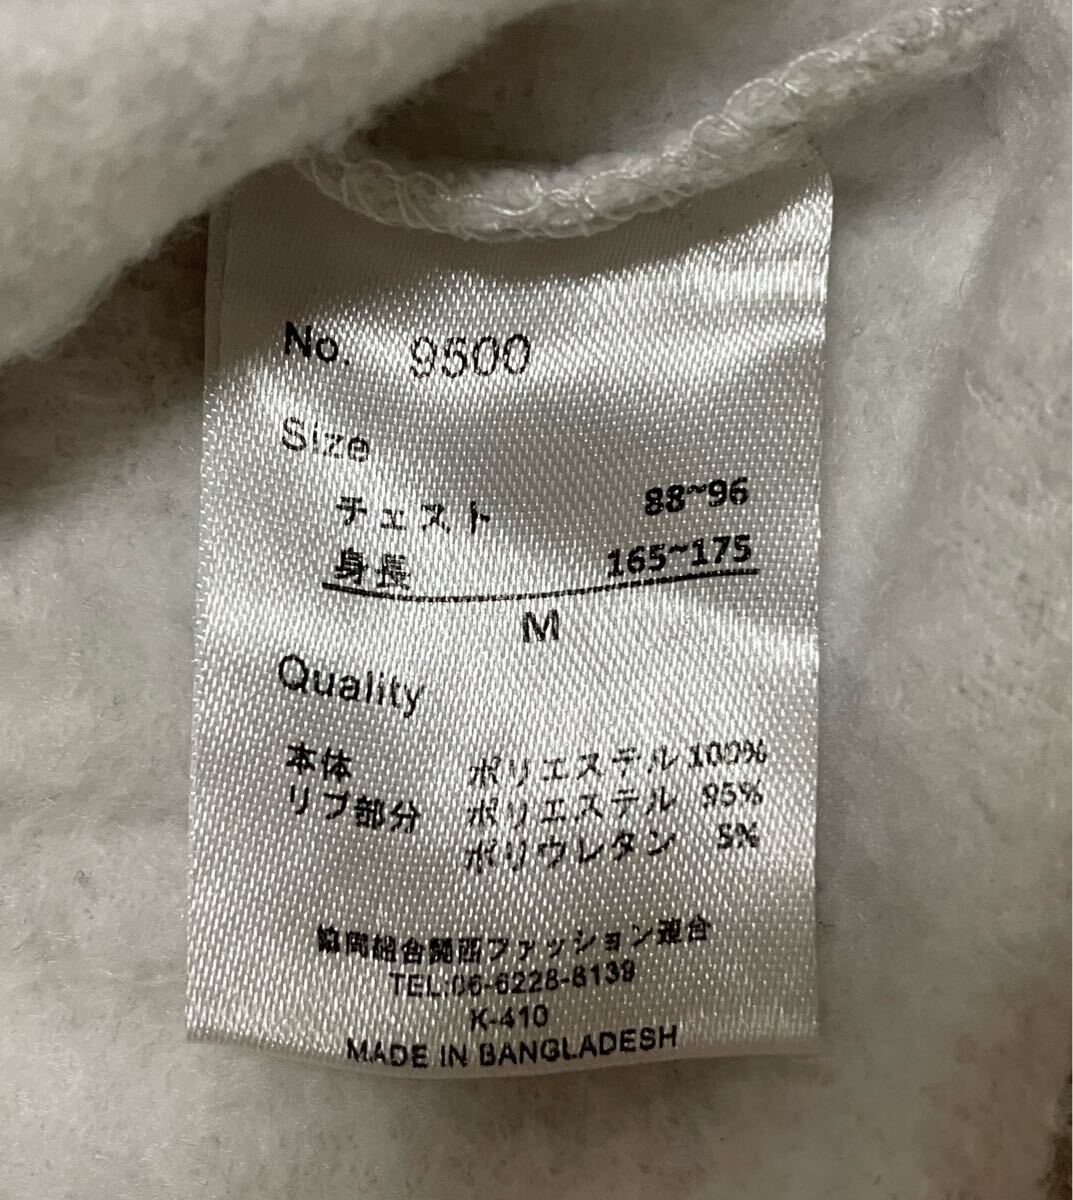 No. 9500
Size
チェスト 88~96
身長 165~175
M
Quality
本体 ポリエステル 100%
リブ部分 ポリエステル 95%
ポリウレタン 5%
協同組合関西ファッション連合
TEL:06-6228-6139
K-410
MADE IN BANGLADESH